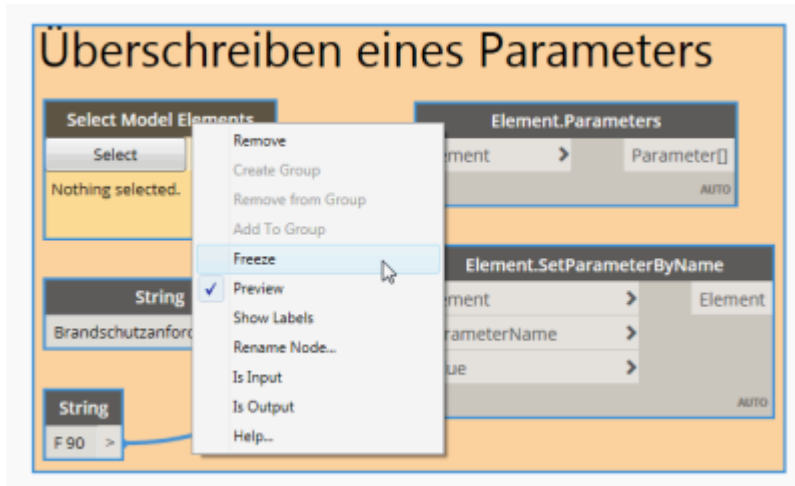 Überschreiben eines Parameters
Select Model Elements
Select
Nothing selected.
String
Brandschutzanford
String
F 90 >
Remove
Create Group
Remove from Group
Add To Group
Freeze
Preview
Show Labels
Rename Node...
Is Input
Is Output
Help...
Element.Parameters
ement > Parameter[]
AUTO
Element.SetParameterByName
ement > Element
rameterName >
ue >
AUTO